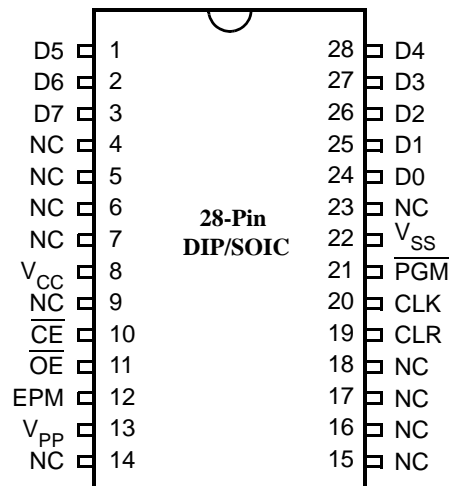 D5 1 28 D4
D6 2 27 D3
D7 3 26 D2
NC 4 25 D1
NC 5 24 D0
NC 6 23 NC
NC 7 22 VSS
VCC 8 21 PGM
NC 9 20 CLK
CE 10 19 CLR
OE 11 18 NC
EPM 12 17 NC
VPP 13 16 NC
NC 14 15 NC
28-Pin
DIP/SOIC